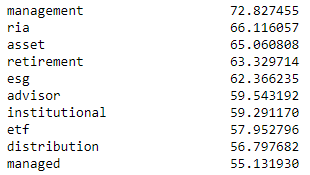 management 72.827455
ria 66.116057
asset 65.060808
retirement 63.329714
esg 62.366235
advisor 59.543192
institutional 59.291170
etf 57.952796
distribution 56.797682
managed 55.131930